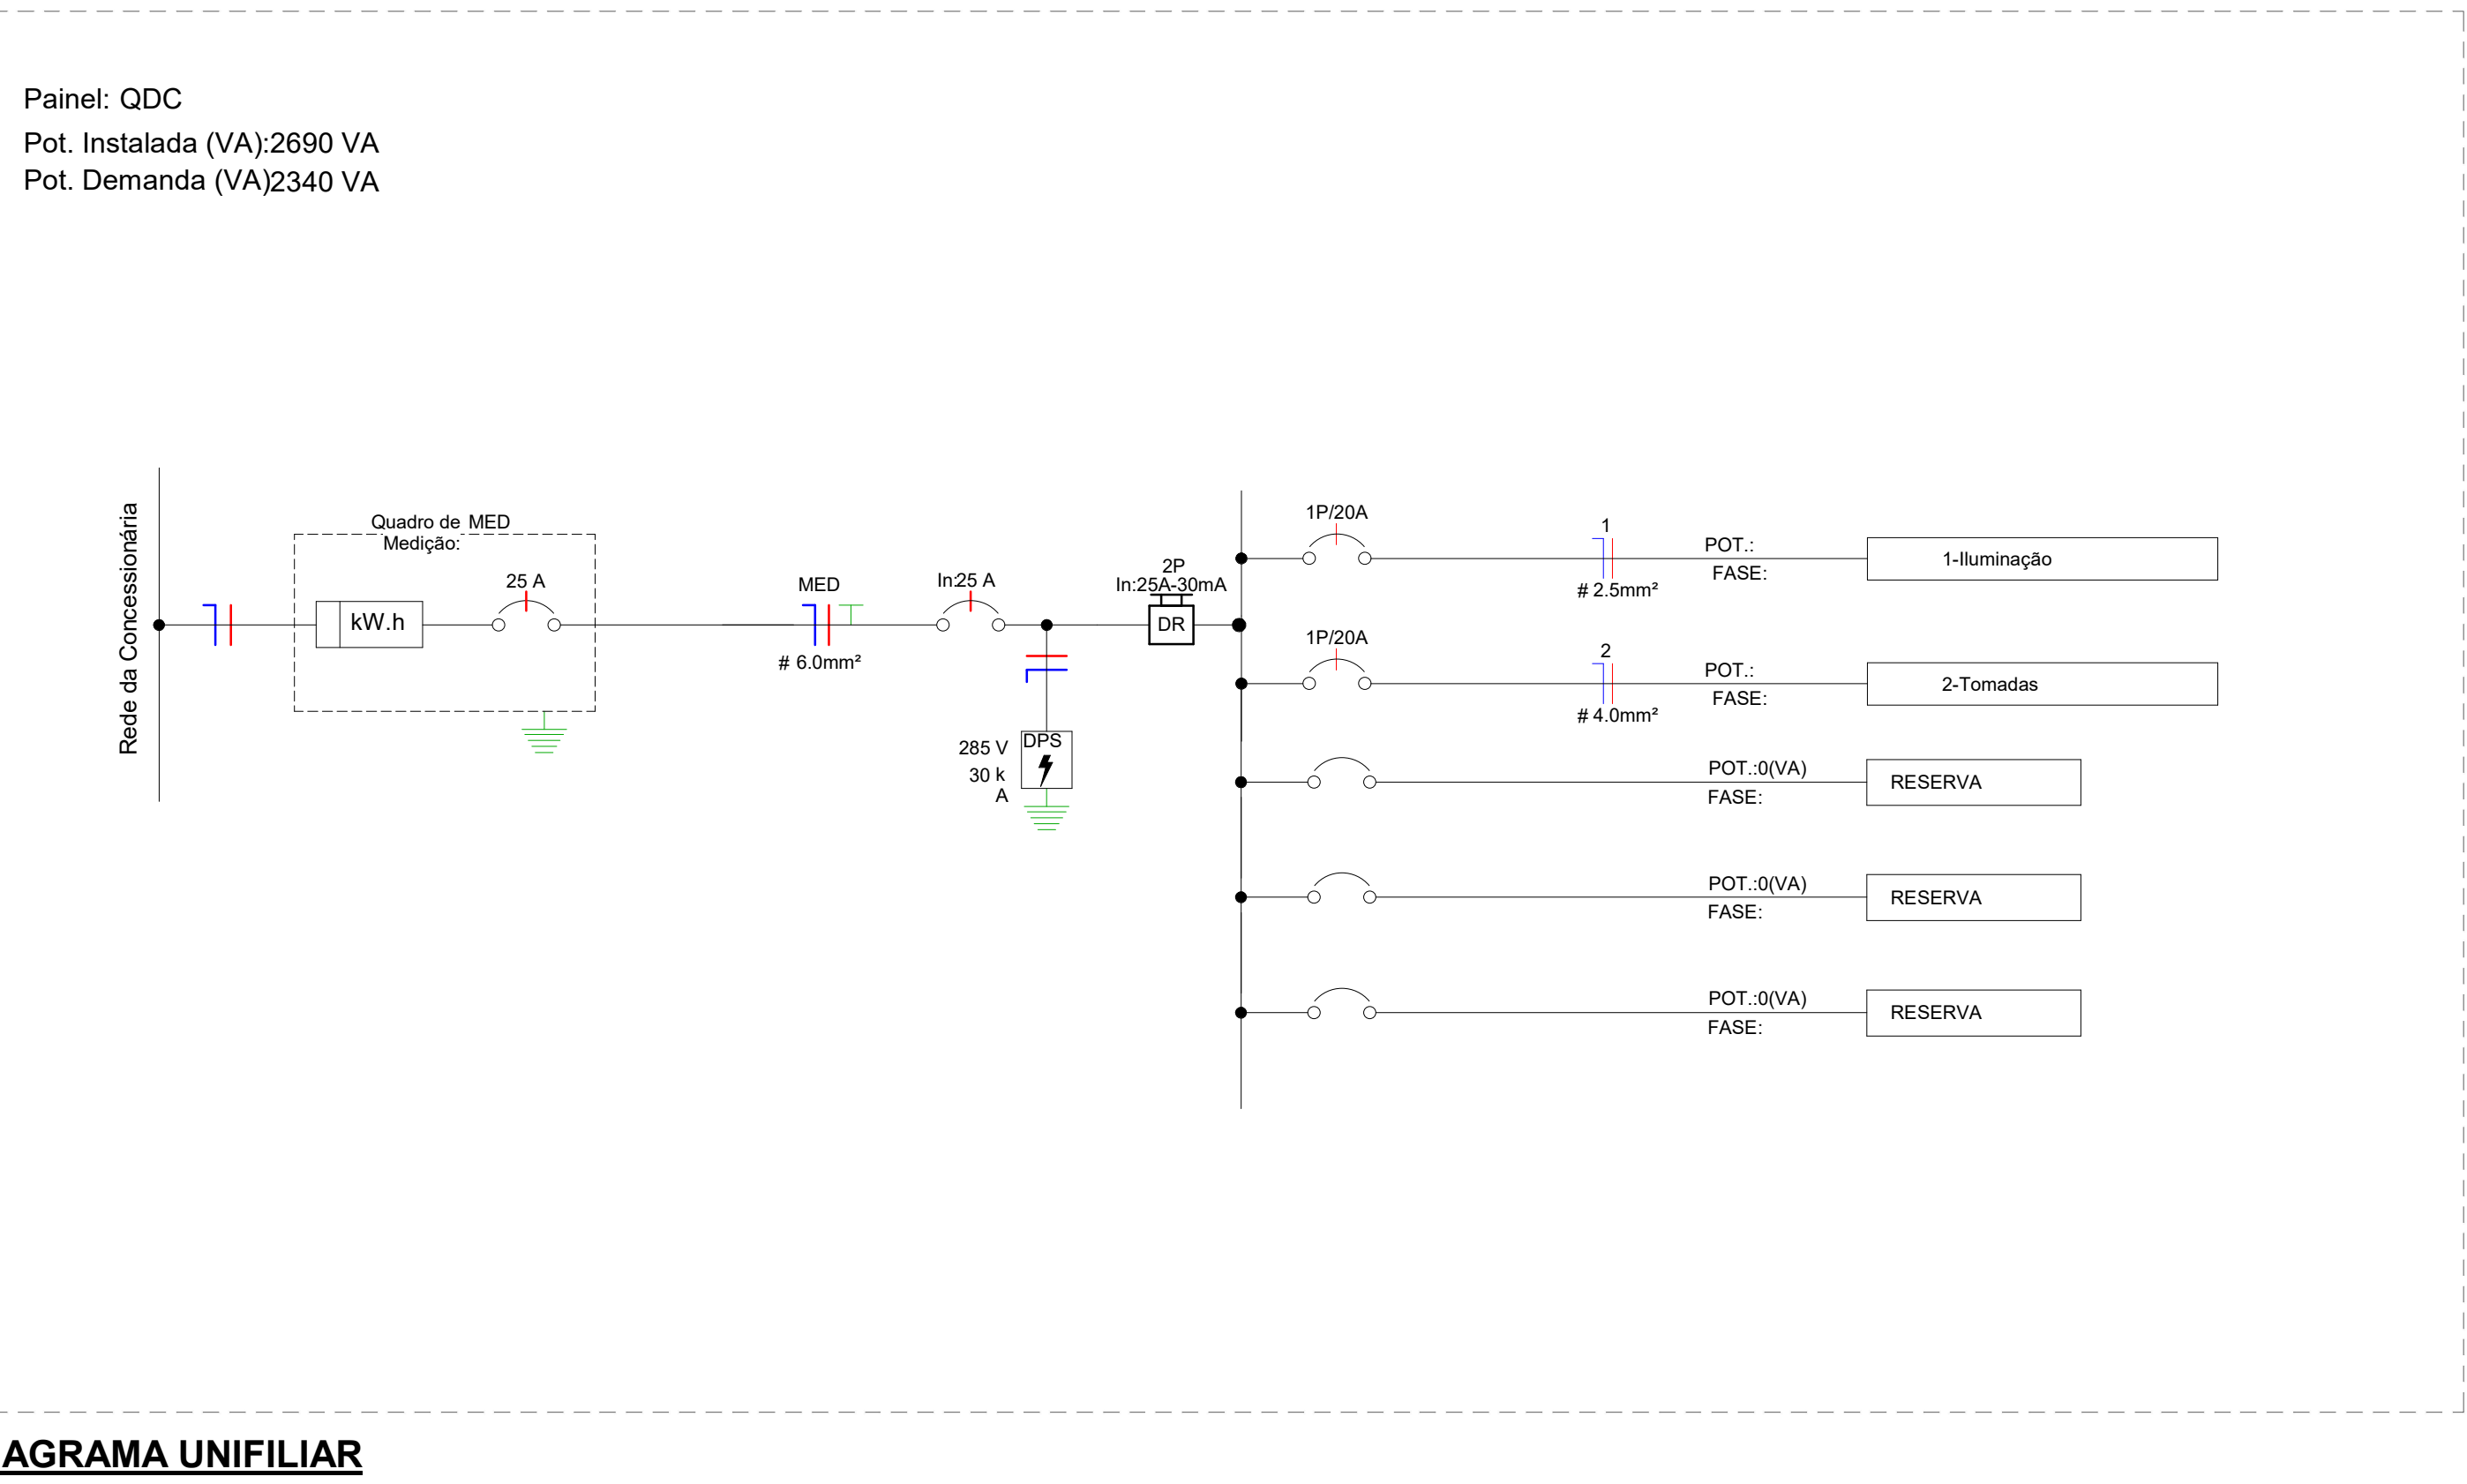 Painel: QDC
Pot. Instalada (VA):2690 VA
Pot. Demanda (VA)2340 VA
Rede da Concessionária
Quadro de MED
Medição:
kW.h
25 A
MED
# 6.0mm²
In:25 A
285 V
30 k
A
DPS
2P
In:25A-30mA
DR
1P/20A
1
# 2.5mm²
POT.:
FASE:
1-Iluminação
1P/20A
2
# 4.0mm²
POT.:
FASE:
2-Tomadas
POT.:0(VA)
FASE:
RESERVA
POT.:0(VA)
FASE:
RESERVA
POT.:0(VA)
FASE:
RESERVA
AGRAMA UNIFILIAR